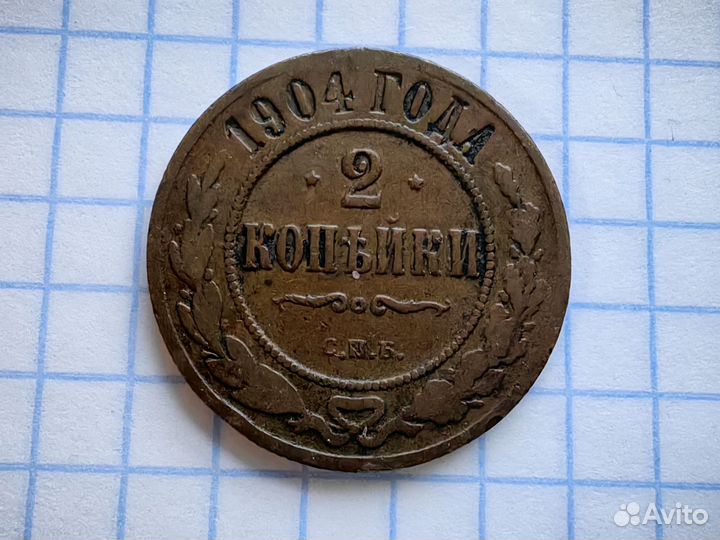 1904 ГОДА
2
КОПѢЙКИ
С.П.Б.
Avito